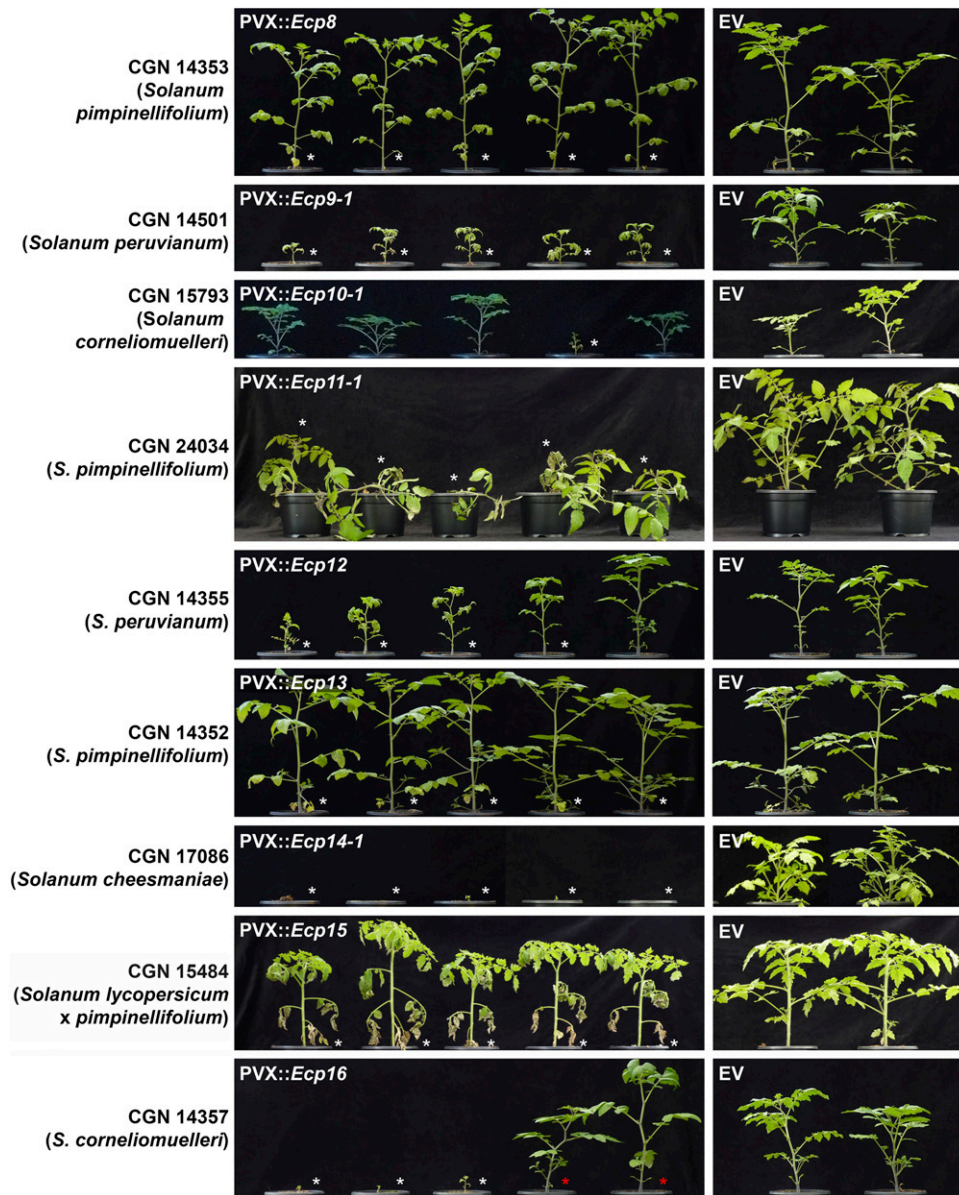 CGN 14353
(Solanum
pimpinellifolium)
PVX::Ecp8
* * * * *
EV
CGN 14501
(Solanum peruvianum)
PVX::Ecp9-1
* * * * *
EV
CGN 15793
(Solanum
corneliomuelleri)
PVX::Ecp10-1
*
EV
CGN 24034
(S. pimpinellifolium)
PVX::Ecp11-1
* * * * *
EV
CGN 14355
(S. peruvianum)
PVX::Ecp12
* * * *
EV
CGN 14352
(S. pimpinellifolium)
PVX::Ecp13
* * * * *
EV
CGN 17086
(Solanum cheesmaniae)
PVX::Ecp14-1
* * * * *
EV
CGN 15484
(Solanum lycopersicum
x pimpinellifolium)
PVX::Ecp15
* * * * *
EV
CGN 14357
(S. corneliomuelleri)
PVX::Ecp16
* * * * *
EV